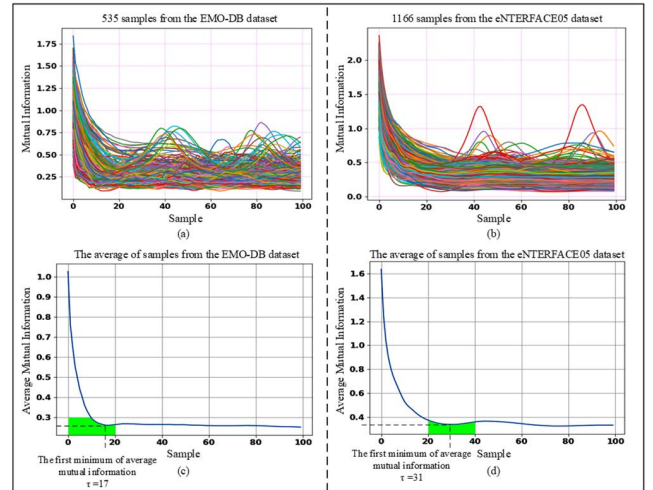 535 samples from the EMO-DB dataset
Mutual Information
1.75
1.50
1.25
1.00
0.75
0.50
0.25
0 20 40 60 80 100
Sample
(a)
1166 samples from the eNTERFACE05 dataset
Mutual Information
2.0
1.5
1.0
0.5
0.0
0 20 40 60 80 100
Sample
(b)
The average of samples from the EMO-DB dataset
Average Mutual Information
1.0
0.9
0.8
0.7
0.6
0.5
0.4
0.3
0 20 40 60 80 100
Sample
The first minimum of average
mutual information
τ =17
(c)
The average of samples from the eNTERFACE05 dataset
Average Mutual Information
1.6
1.4
1.2
1.0
0.8
0.6
0.4
0 20 40 60 80 100
Sample
The first minimum of average
mutual information
τ =31
(d)